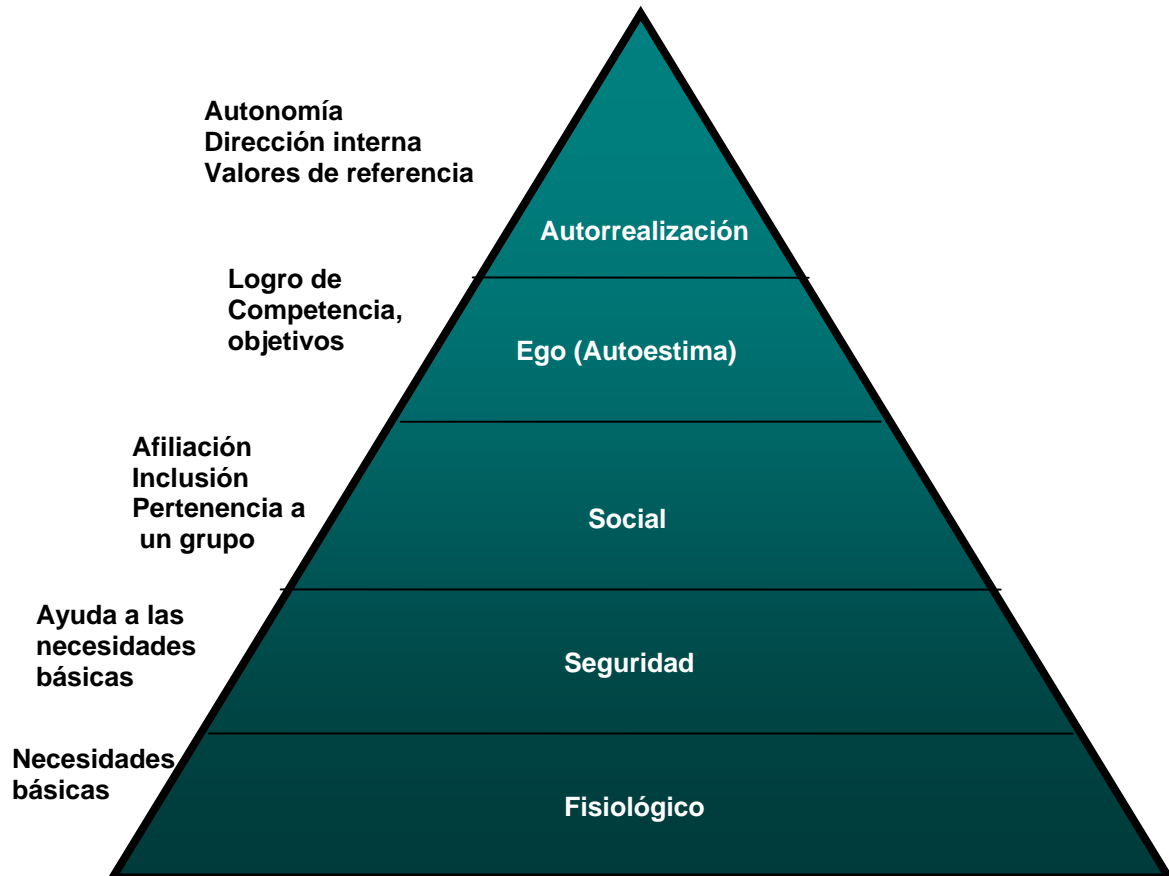 Autonomía
Dirección interna
Valores de referencia
Autorrealización
Logro de
Competencia,
objetivos
Ego (Autoestima)
Afiliación
Inclusión
Pertenencia a
un grupo
Social
Ayuda a las
necesidades
básicas
Seguridad
Necesidades
básicas
Fisiológico